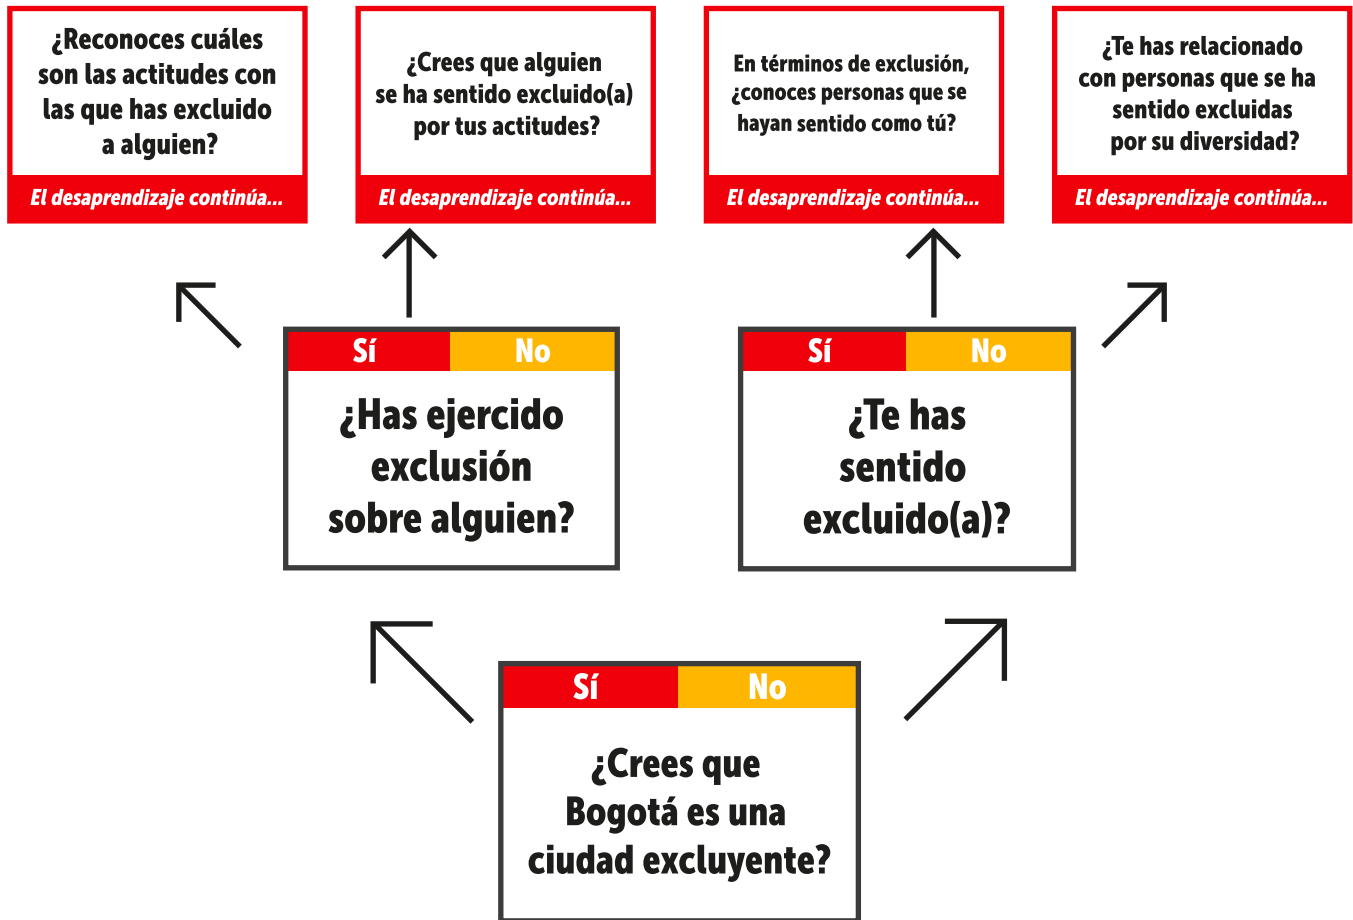 ¿Reconoces cuáles
son las actitudes con
las que has excluido
a alguien?
El desaprendizaje continúa...
¿Crees que alguien
se ha sentido excluido(a)
por tus actitudes?
El desaprendizaje continúa...
En términos de exclusión,
¿conoces personas que se
hayan sentido como tú?
El desaprendizaje continúa...
¿Te has relacionado
con personas que se ha
sentido excluidas
por su diversidad?
El desaprendizaje continúa...
Sí No
¿Has ejercido
exclusión
sobre alguien?
Sí No
¿Te has
sentido
excluido(a)?
Sí No
¿Crees que
Bogotá es una
ciudad excluyente?